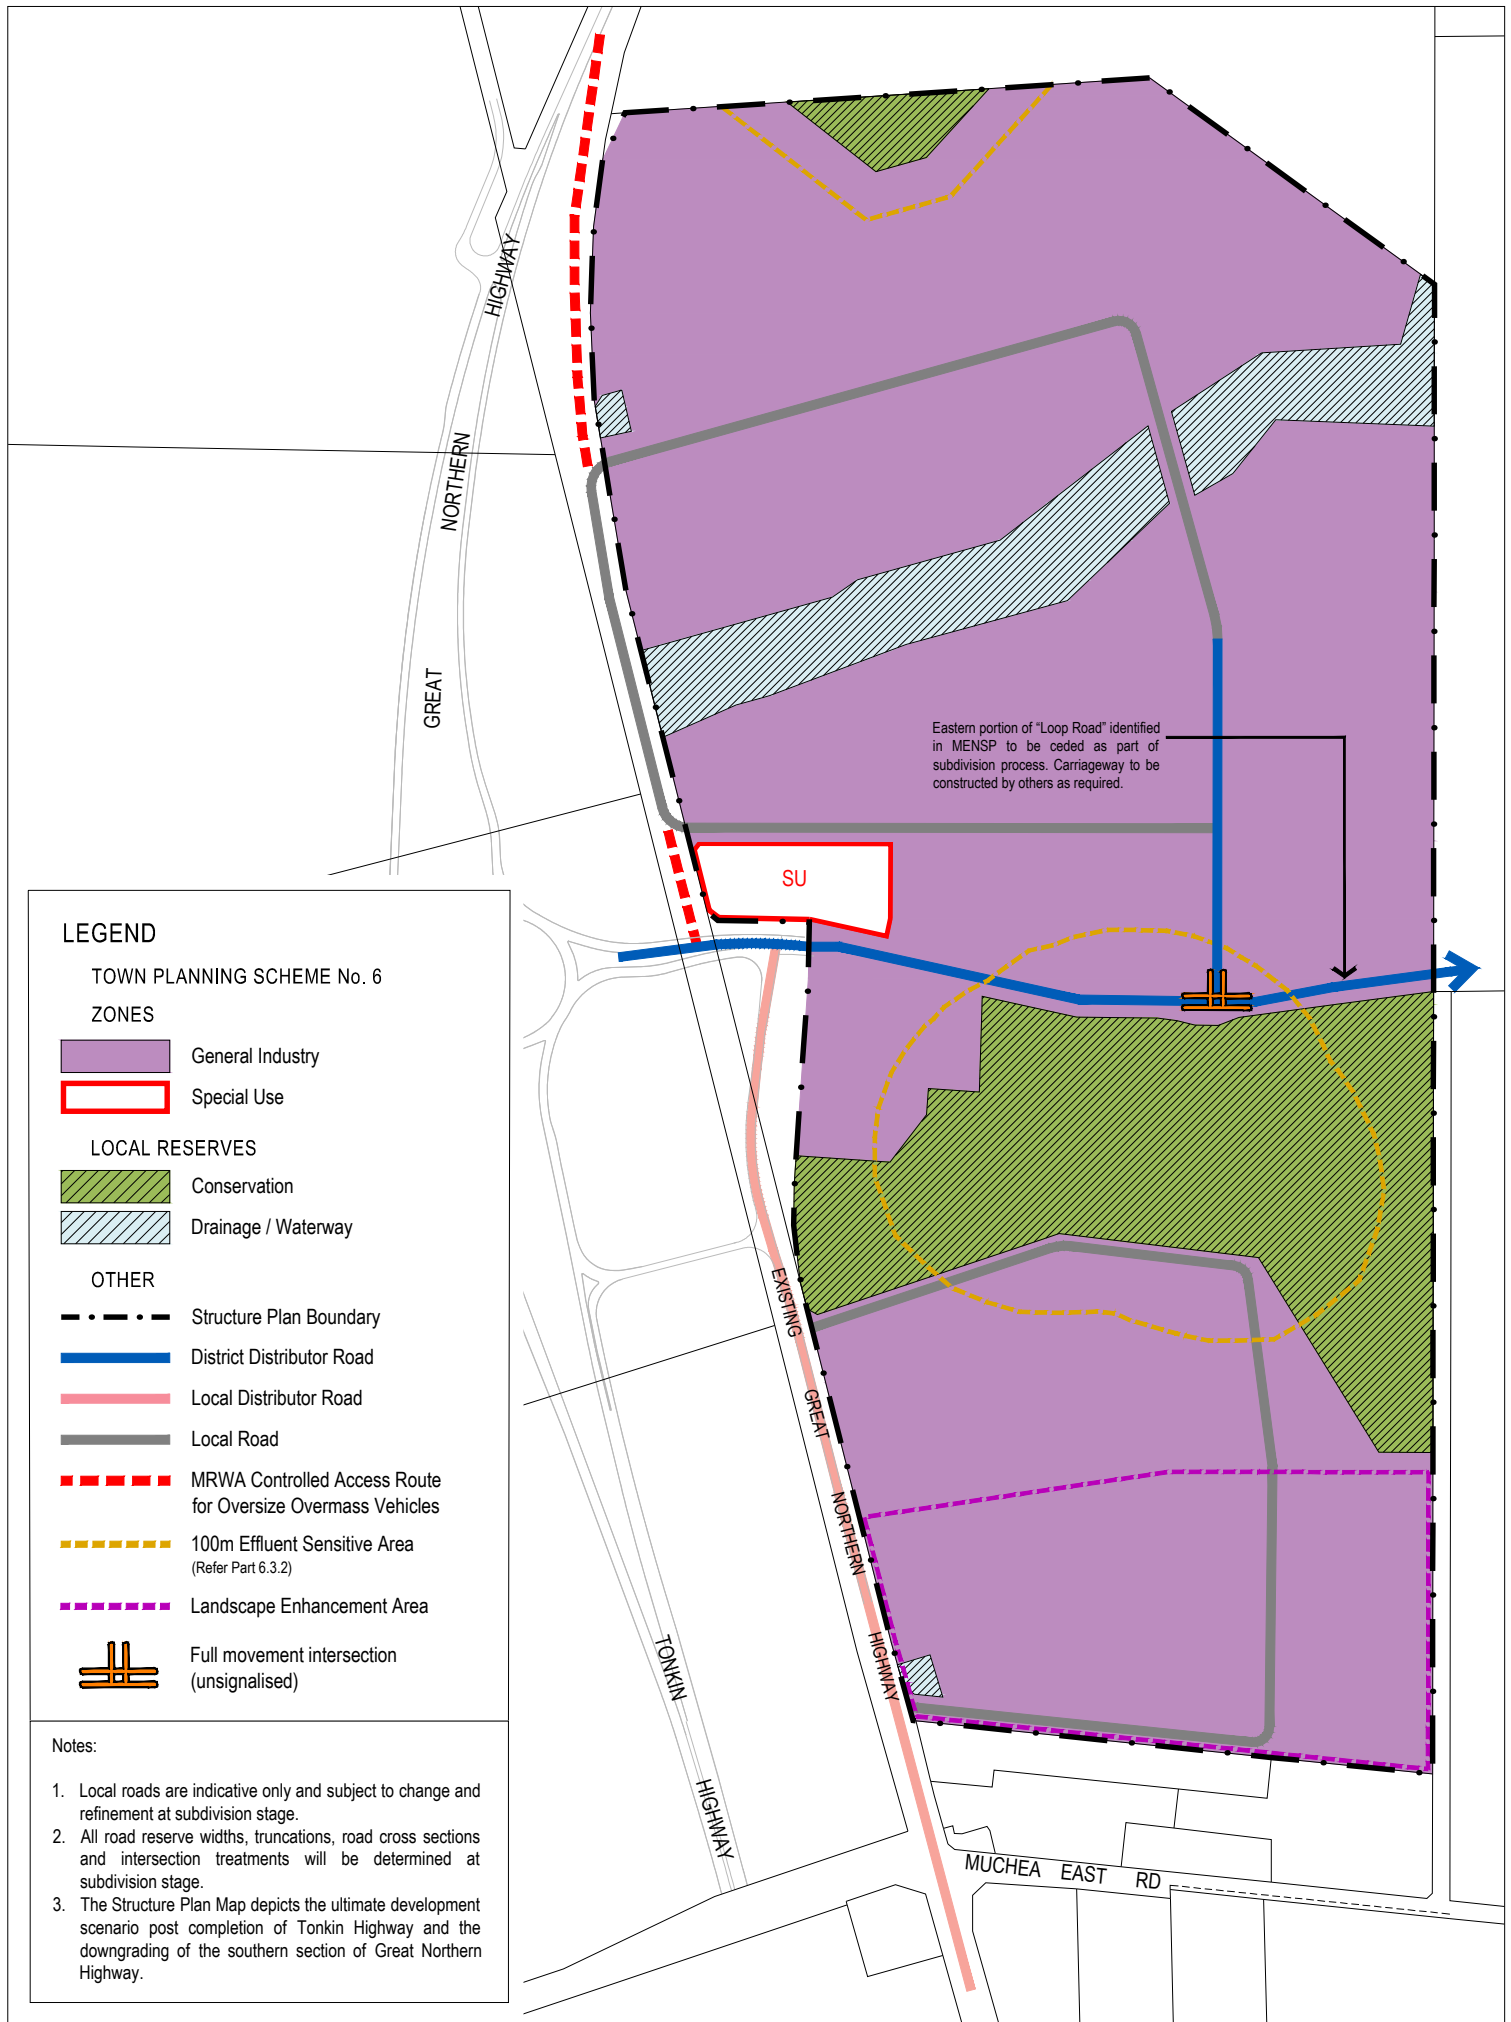 HIGHWAY
NORTHERN
GREAT
Eastern portion of “Loop Road” identified
in MENSP to be ceded as part of
subdivision process. Carriageway to be
constructed by others as required.
SU
LEGEND
TOWN PLANNING SCHEME No. 6
ZONES
General Industry
Special Use
LOCAL RESERVES
Conservation
Drainage / Waterway
OTHER
Structure Plan Boundary
District Distributor Road
Local Distributor Road
Local Road
MRWA Controlled Access Route
for Oversize Overmass Vehicles
100m Effluent Sensitive Area
(Refer Part 6.3.2)
Landscape Enhancement Area
Full movement intersection
(unsignalised)
Notes:
1. Local roads are indicative only and subject to change and
refinement at subdivision stage.
2. All road reserve widths, truncations, road cross sections
and intersection treatments will be determined at
subdivision stage.
3. The Structure Plan Map depicts the ultimate development
scenario post completion of Tonkin Highway and the
downgrading of the southern section of Great Northern
Highway.
EXISTING
GREAT
NORTHERN
HIGHWAY
TONKIN
HIGHWAY
MUCHEA EAST RD